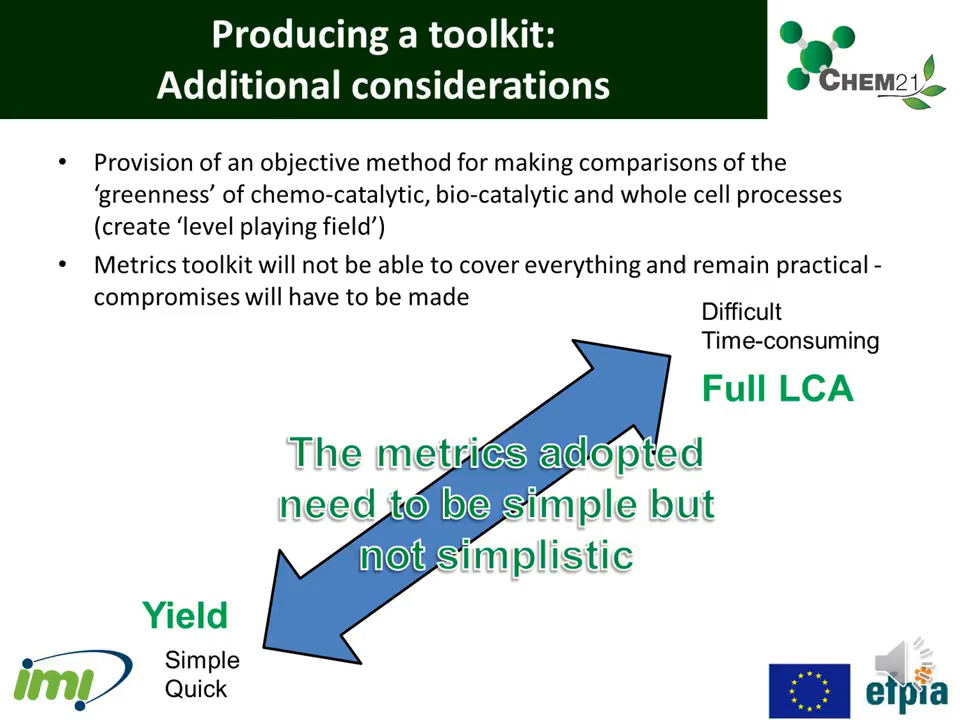 Producing a toolkit:
Additional considerations
CHEM21
• Provision of an objective method for making comparisons of the
‘greenness’ of chemo-catalytic, bio-catalytic and whole cell processes
(create ‘level playing field’)
• Metrics toolkit will not be able to cover everything and remain practical -
compromises will have to be made
Difficult
Time-consuming
Full LCA
The metrics adopted
need to be simple but
not simplistic
Yield
Simple
Quick
imi
efpia